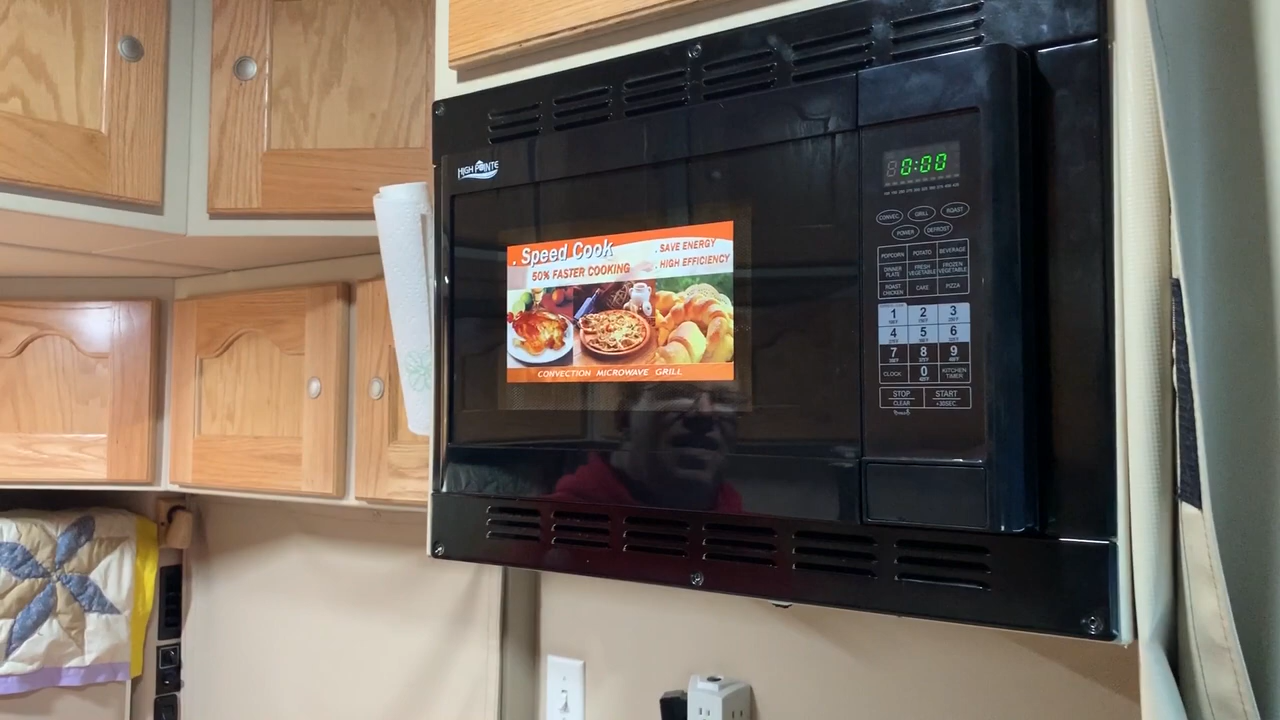 HIGH POINTE
. Speed Cook
50% FASTER COOKING
. SAVE ENERGY
. HIGH EFFICIENCY
CONVECTION MICROWAVE GRILL
0:00
CONVEC. GRILL ROAST
POWER DEFROST
POPCORN POTATO BEVERAGE
DINNER PLATE FRESH VEGETABLE FROZEN VEGETABLE
ROAST CHICKEN CAKE PIZZA
1 2 3
4 5 6
7 8 9
CLOCK 0 KITCHEN TIMER
STOP START
CLEAR +30SEC.